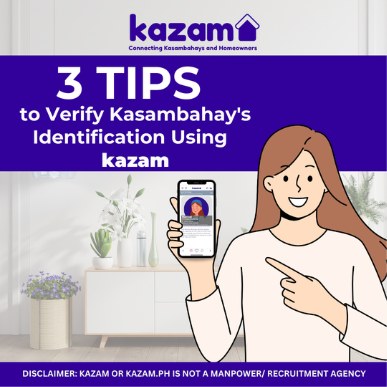 kazam
Connecting Kasambahays and Homeowners
3 TIPS
to Verify Kasambahay's
Identification Using
kazam
DISCLAIMER: KAZAM OR KAZAM.PH IS NOT A MANPOWER/ RECRUITMENT AGENCY